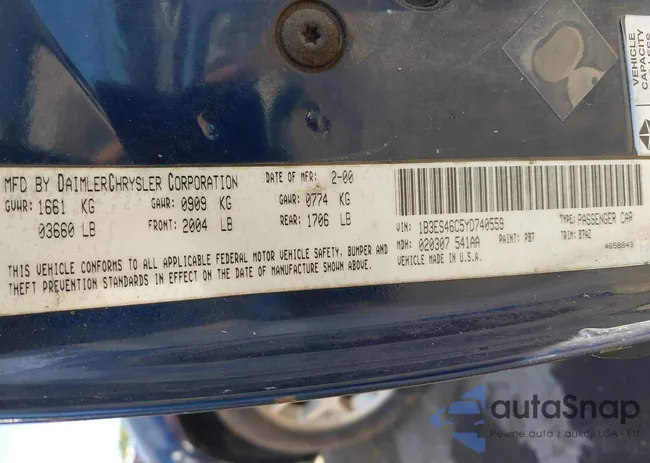 MFD BY DAIMLERCHRYSLER CORPORATION DATE OF MFR: 2-00
GVWR: 1661 KG GAWR: 0909 KG GAWR: 0774 KG
03660 LB FRONT: 2004 LB REAR: 1706 LB
THIS VEHICLE CONFORMS TO ALL APPLICABLE FEDERAL MOTOR VEHICLE SAFETY, BUMPER AND
THEFT PREVENTION STANDARDS IN EFFECT ON THE DATE OF MANUFACTURE SHOWN ABOVE.
VIN: 1B3ES46C5YD740559 TYPE: PASSENGER CAR
MDH: 020307 541AA PAINT: PB7 TRIM: B7AZ
VEHICLE MADE IN U.S.A. 4658843
VEHICLE
CAPACITY
autoSnap
Pewne auta z aukcji USA - EU